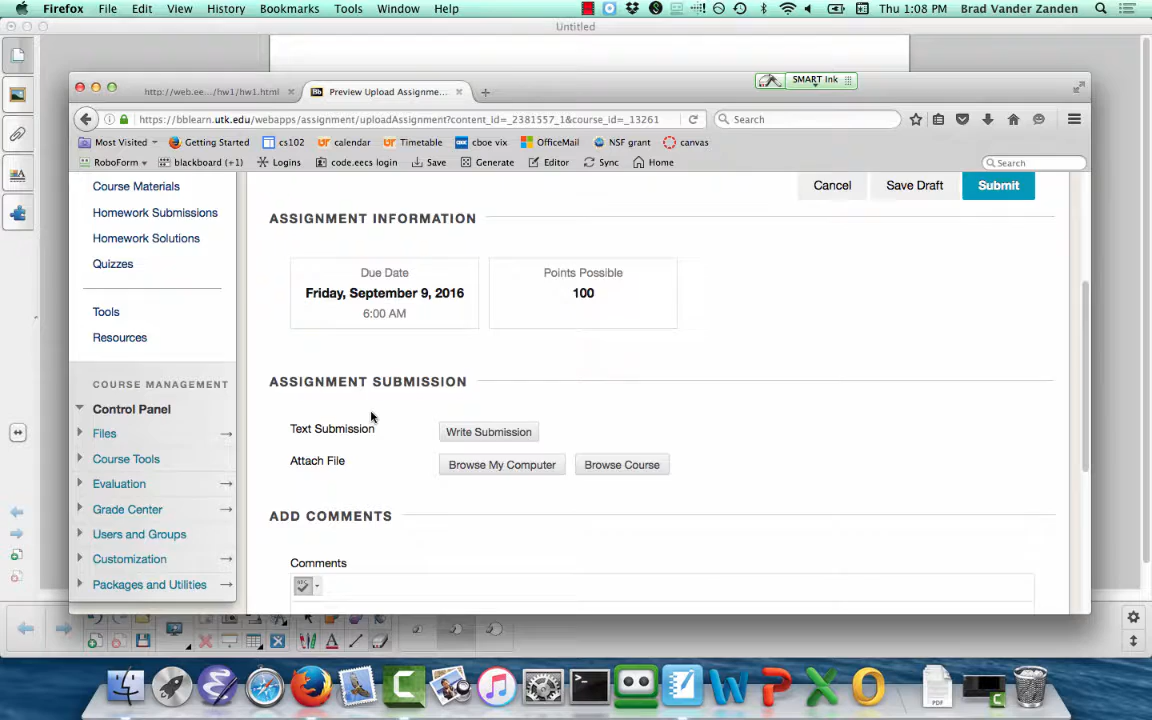 Firefox File Edit View History Bookmarks Tools Window Help Thu 1:08 PM Brad Vander Zanden
Untitled
SMART Ink
http://web.ee.../hw1/hw1.html Preview Upload Assignme...
https://bblearn.utk.edu/webapps/assignment/uploadAssignment?content_id=_2381557_1&course_id=_13261 Search
Most Visited Getting Started cs102 calendar Timetable cboe vix OfficeMail NSF grant canvas
RoboForm blackboard (+1) Logins code.eecs login Save Generate Editor Sync Home Search
Course Materials
Homework Submissions
Homework Solutions
Quizzes
Tools
Resources
COURSE MANAGEMENT
Control Panel
Files
Course Tools
Evaluation
Grade Center
Users and Groups
Customization
Packages and Utilities
Cancel Save Draft Submit
ASSIGNMENT INFORMATION
Due Date
Friday, September 9, 2016
6:00 AM
Points Possible
100
ASSIGNMENT SUBMISSION
Text Submission Write Submission
Attach File Browse My Computer Browse Course
ADD COMMENTS
Comments
ABC
PDF